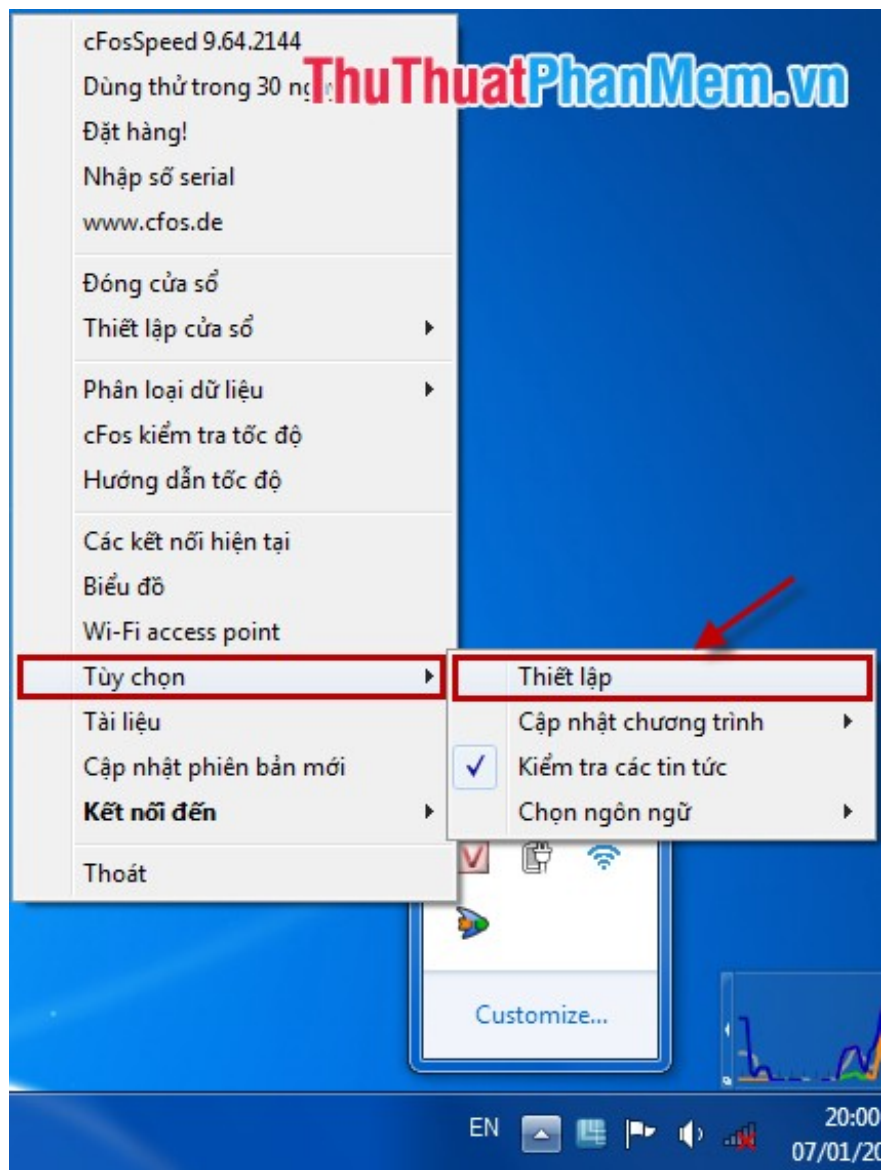 cFosSpeed 9.64.2144
ThuThuatPhanMem.vn
Dùng thử trong 30
Đặt hàng!
Nhập số serial
www.cfos.de
Đóng cửa sổ
Thiết lập cửa sổ
Phân loại dữ liệu
cFos kiểm tra tốc độ
Hướng dẫn tốc độ
Các kết nối hiện tại
Biểu đồ
Wi-Fi access point
Tùy chọn
Thiết lập
Tài liệu
Cập nhật chương trình
Cập nhật phiên bản mới
Kiểm tra các tin tức
Kết nối đến
Chọn ngôn ngữ
Thoát
V
Customize...
EN
20:00
07/01/20